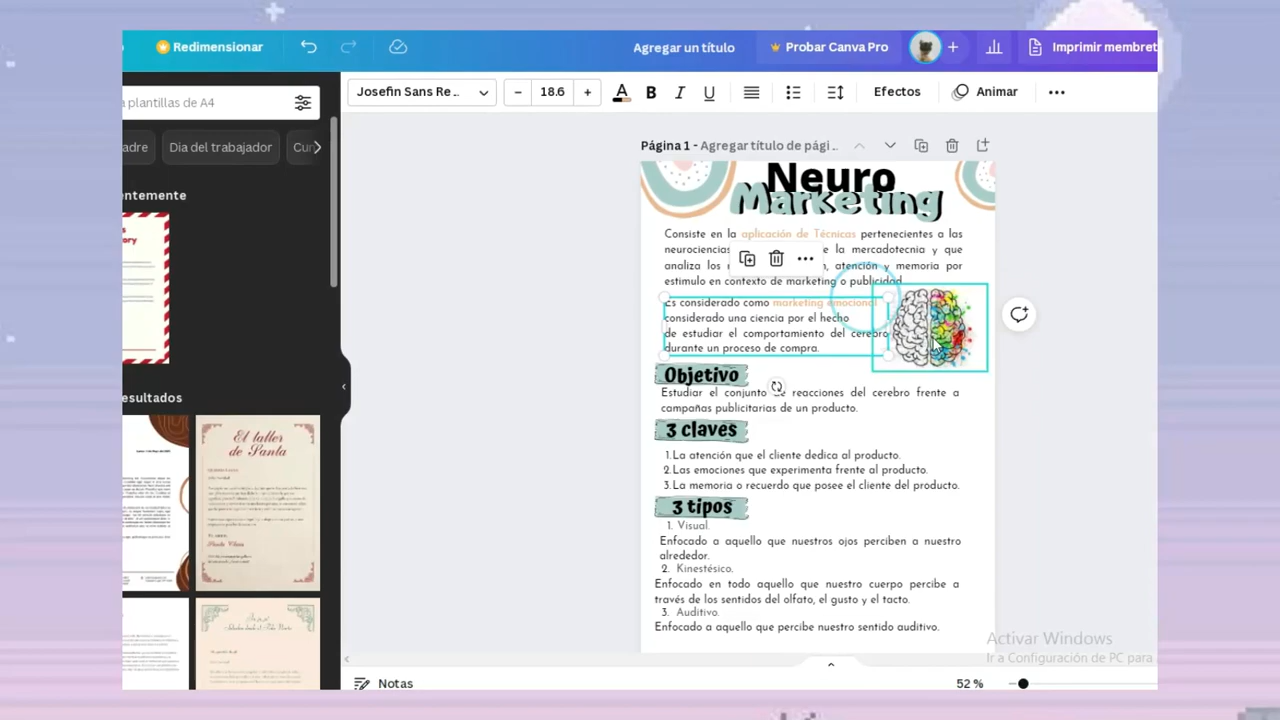 Redimensionar
Agregar un título
Probar Canva Pro
Imprimir membret
a plantillas de A4
Josefin Sans Re...
18.6
A
B
I
U
Efectos
Animar
adre
Dia del trabajador
Cur
Página 1 - Agregar título de pági...
entemente
Neuro
Marketing
Consiste en la aplicación de Técnicas pertenecientes a las
neurociencias e la mercadotecnia y que
analiza los n, atención y memoria por
estimulo en contexto de marketing o publicidad.
Es considerado como marketing emocional
considerado una ciencia por el hecho
de estudiar el comportamiento del cerebro
durante un proceso de compra.
Objetivo
Estudiar el conjunto de reacciones del cerebro frente a
campañas publicitarias de un producto.
esultados
3 claves
1. La atención que el cliente dedica al producto.
2. Las emociones que experimenta frente al producto.
3. La memoria o recuerdo que pone el cliente del producto.
El taller
de Santa
3 tipos
1. Visual.
Enfocado a aquello que nuestros ojos perciben a nuestro
alrededor.
2. Kinestésico.
Enfocado en todo aquello que nuestro cuerpo percibe a
través de los sentidos del olfato, el gusto y el tacto.
3. Auditivo.
Enfocado a acuello que percibe nuestro sentido auditivo.
Activar Windows
Ir a Configuración de PC para
Notas
52 %